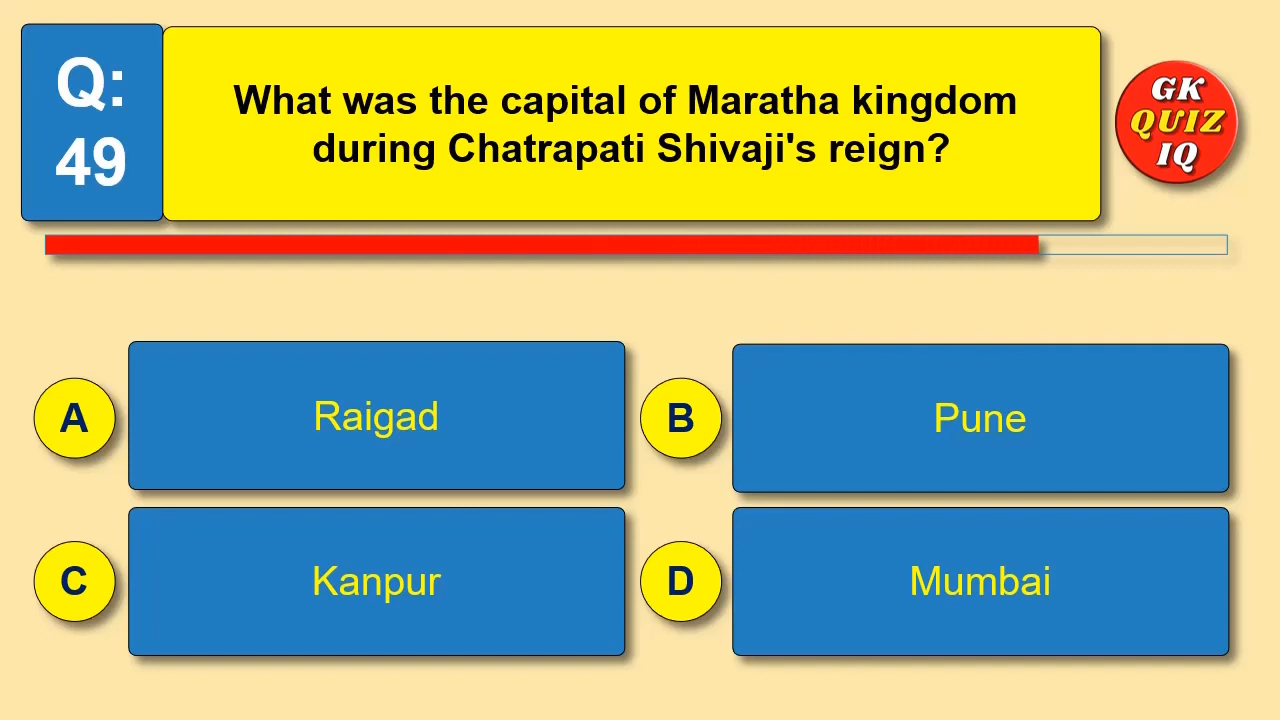 Q:
49
What was the capital of Maratha kingdom
during Chatrapati Shivaji's reign?
GK
QUIZ
IQ
A
Raigad
B
Pune
C
Kanpur
D
Mumbai